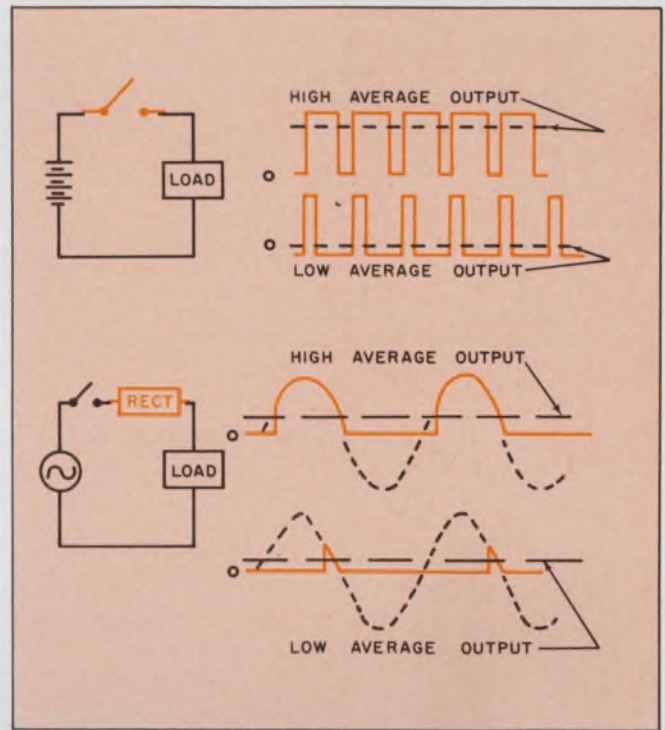 HIGH AVERAGE OUTPUT
LOAD
O
O
LOW AVERAGE OUTPUT
HIGH AVERAGE OUTPUT
RECT
O
LOAD
O
LOW AVERAGE OUTPUT